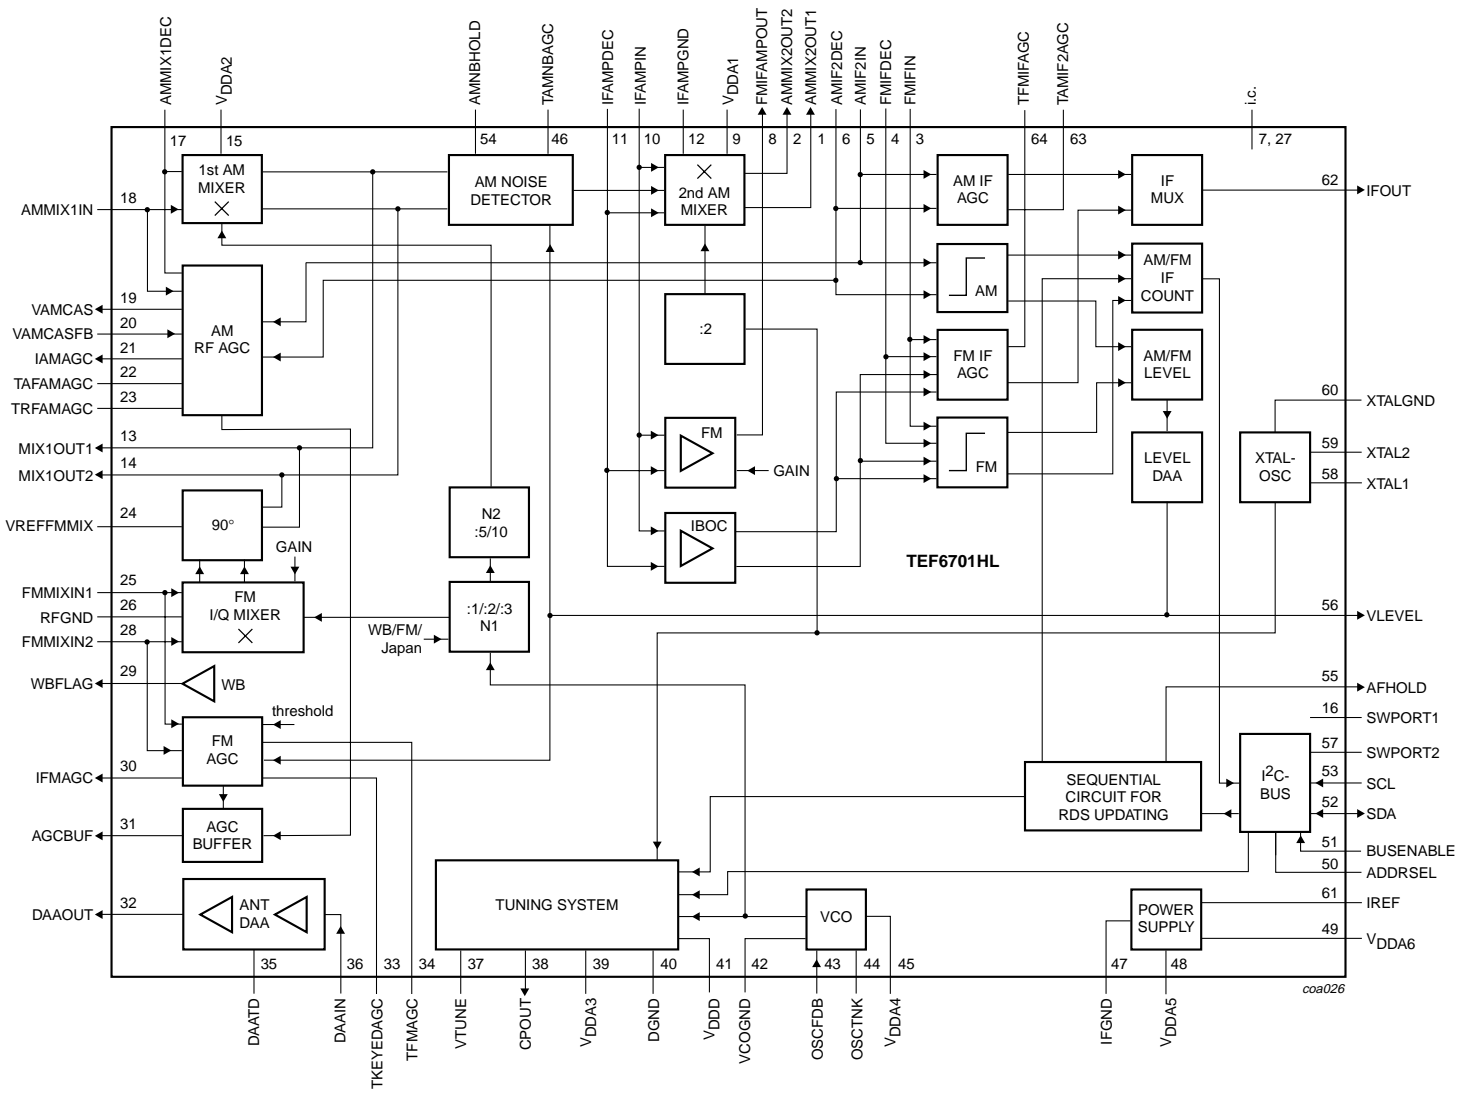 AMMIX1DEC
VDDA2
AMNBHOLD
TAMNBAGC
IFAMPDEC
IFAMPIN
IFAMPGND
VDDA1
FMIFAMPOUT
AMMIX2OUT2
AMMIX2OUT1
AMIF2DEC
AMIF2IN
FMIFDEC
FMIFIN
TFMIFAGC
TAMIF2AGC
i.c.
17
15
54
46
11
10
12
9
8
2
1
6
5
4
3
64
63
7, 27
1st AM
MIXER
AM NOISE
DETECTOR
2nd AM
MIXER
AM IF
AGC
IF
MUX
62
IFOUT
AMMIX1IN
18
AM
AM/FM
IF
COUNT
AM
RF AGC
:2
VAMCAS
19
VAMCASFB
20
IAMAGC
21
TAFAMAGC
22
TRFAMAGC
23
FM IF
AGC
AM/FM
LEVEL
60
XTALGND
MIX1OUT1
13
MIX1OUT2
14
FM
GAIN
FM
LEVEL
DAA
XTAL-
OSC
59
XTAL2
58
XTAL1
VREFFMMIX
24
90°
N2
:5/10
IBOC
GAIN
TEF6701HL
FMMIXIN1
25
RFGND
26
FMMIXIN2
28
FM
I/Q MIXER
WB/FM/
Japan
:1/:2/:3
N1
56
VLEVEL
WBFLAG
29
WB
55
AFHOLD
16
SWPORT1
threshold
FM
AGC
57
SWPORT2
IFMAGC
30
SEQUENTIAL
CIRCUIT FOR
RDS UPDATING
I2C-
BUS
53
SCL
52
SDA
AGCBUF
31
AGC
BUFFER
51
BUSENABLE
50
ADDRSEL
DAAOUT
32
ANT
DAA
TUNING SYSTEM
VCO
POWER
SUPPLY
61
IREF
49
VDDA6
35
36
33
34
37
38
39
40
41
42
43
44
45
47
48
coa026
DAATD
DAAIN
TKEYEDAGC
TFMAGC
VTUNE
CPOUT
VDDA3
DGND
VDDD
VCOGND
OSCFDB
OSCTNK
VDDA4
IFGND
VDDA5